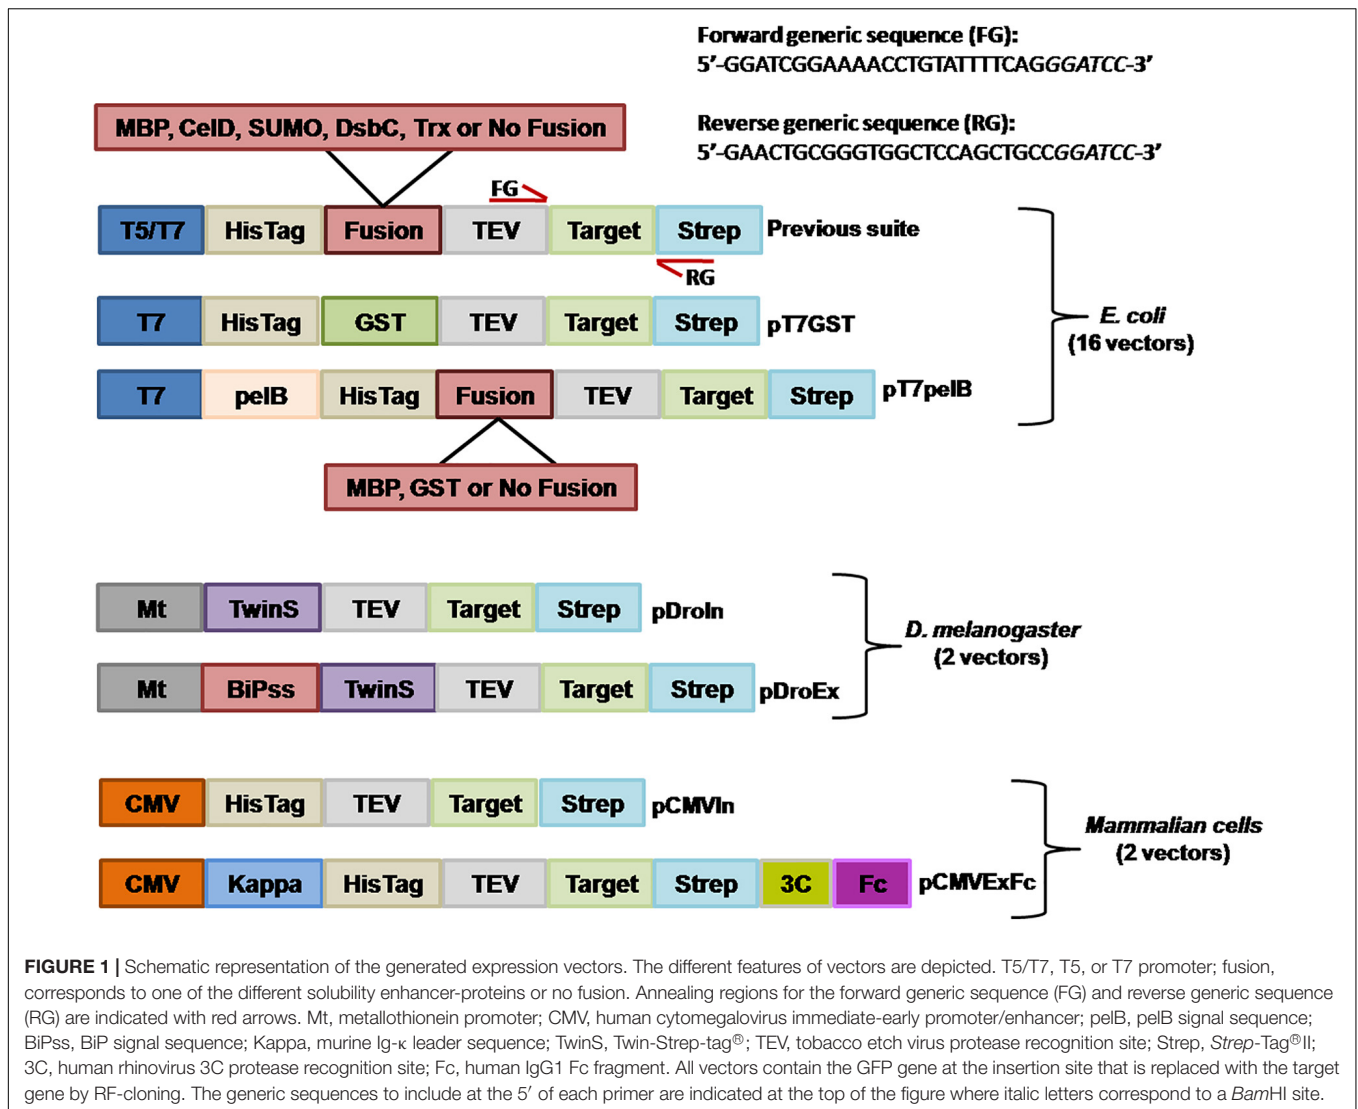 Forward generic sequence (FG):
5′-GGATCGGAAAACCTGTATTTTCAGGGATCC-3′
MBP, CelD, SUMO, DsbC, Trx or No Fusion
Reverse generic sequence (RG):
5′-GAACTGCGGGTGGCTCCAGCTGCCGGATCC-3′
FG
T5/T7 HisTag Fusion TEV Target Strep Previous suite
RG
T7 HisTag GST TEV Target Strep pT7GST
E. coli
(16 vectors)
T7 pelB HisTag Fusion TEV Target Strep pT7pelB
MBP, GST or No Fusion
Mt TwinS TEV Target Strep pDroIn
D. melanogaster
(2 vectors)
Mt BiPss TwinS TEV Target Strep pDroEx
CMV HisTag TEV Target Strep pCMVIn
Mammalian cells
(2 vectors)
CMV Kappa HisTag TEV Target Strep 3C Fc pCMVExFc
FIGURE 1 | Schematic representation of the generated expression vectors. The different features of vectors are depicted. T5/T7, T5, or T7 promoter; fusion,
corresponds to one of the different solubility enhancer-proteins or no fusion. Annealing regions for the forward generic sequence (FG) and reverse generic sequence
(RG) are indicated with red arrows. Mt, metallothionein promoter; CMV, human cytomegalovirus immediate-early promoter/enhancer; pelB, pelB signal sequence;
BiPss, BiP signal sequence; Kappa, murine Ig-κ leader sequence; TwinS, Twin-Strep-tag®; TEV, tobacco etch virus protease recognition site; Strep, Strep-Tag®II;
3C, human rhinovirus 3C protease recognition site; Fc, human IgG1 Fc fragment. All vectors contain the GFP gene at the insertion site that is replaced with the target
gene by RF-cloning. The generic sequences to include at the 5′ of each primer are indicated at the top of the figure where italic letters correspond to a BamHI site.